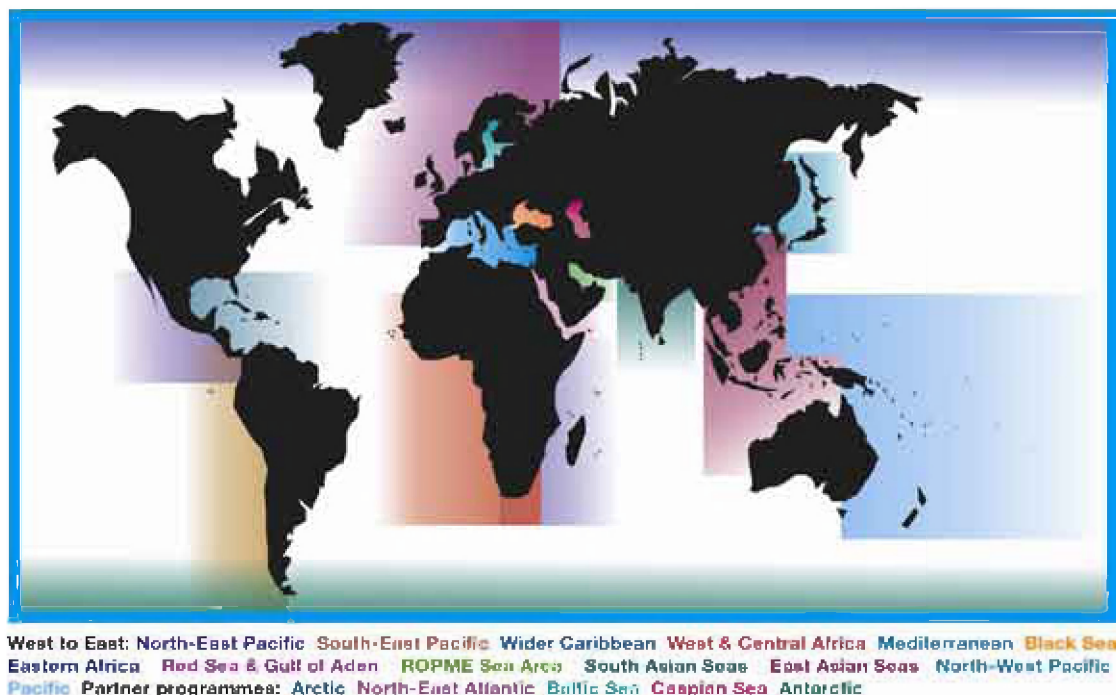 West to East: North-East Pacific South-East Pacific Wider Caribbean West & Central Africa Mediterranean Black Sea
Eastern Africa Red Sea & Gulf of Aden ROPME Sea Area South Asian Seas East Asian Seas North-West Pacific
Pacific Partner programmes: Arctic North-East Atlantic Baltic Sea Caspian Sea Antarctic